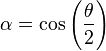 α = cos(θ/2)